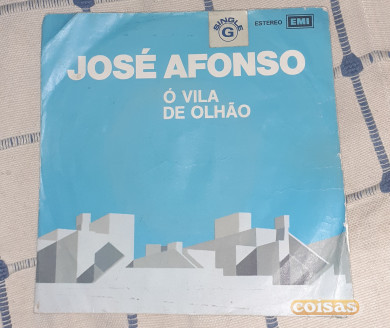 SINGLE
G
ESTEREO EMI
JOSÉ AFONSO
Ó VILA
DE OLHÃO
coisas